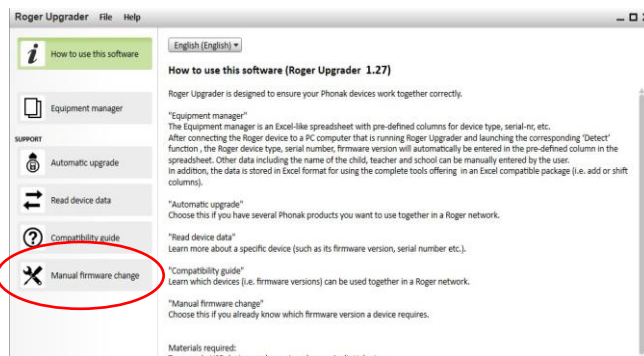 Roger Upgrader File Help
How to use this software
Equipment manager
SUPPORT
Automatic upgrade
Read device data
Compatibility guide
Manual firmware change
English (English)
How to use this software (Roger Upgrader 1.27)
Roger Upgrader is designed to ensure your Phonak devices work together correctly.
"Equipment manager"
The Equipment manager is an Excel-like spreadsheet with pre-defined columns for device type, serial-nr, etc.
After connecting the Roger device to a PC computer that is running Roger Upgrader and launching the corresponding 'Detect'
function , the Roger device type, serial number, firmware version will automatically be entered in the pre-defined column in the
spreadsheet. Other data including the name of the child, teacher and school can be manually entered by the user.
In addition, the data is stored in Excel format for using the complete tools offering in an Excel compatible package (i.e. add or shift
columns).
"Automatic upgrade"
Choose this if you have several Phonak products you want to use together in a Roger network.
"Read device data"
Learn more about a specific device (such as its firmware version, serial number etc.).
"Compatibility guide"
Learn which devices (i.e. firmware versions) can be used together in a Roger network.
"Manual firmware change"
Choose this if you already know which firmware version a device requires.
Materials required: